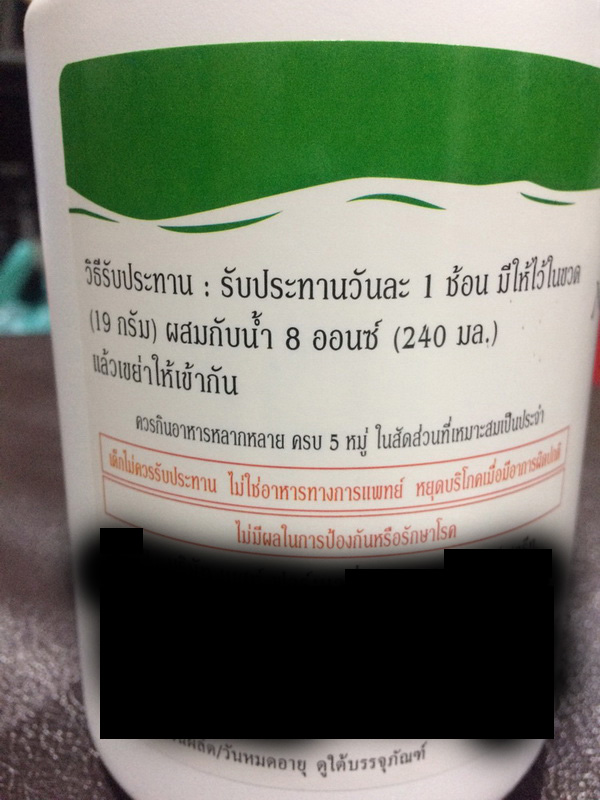 วิธีรับประทาน : รับประทานวันละ 1 ช้อน มีให้ไว้ในขวด
(19 กรัม) ผสมกับน้ำ 8 ออนซ์ (240 มล.)
แล้วเขย่าให้เข้ากัน
ควรกินอาหารหลากหลาย ครบ 5 หมู่ ในสัดส่วนที่เหมาะสมเป็นประจำ
เด็กไม่ควรรับประทาน ไม่ใช่อาหารทางการแพทย์ หยุดบริโภคเมื่อมีอาการผิดปกติ
ไม่มีผลในการป้องกันหรือรักษาโรค
/วันหมดอายุ ดูใต้บรรจุภัณฑ์